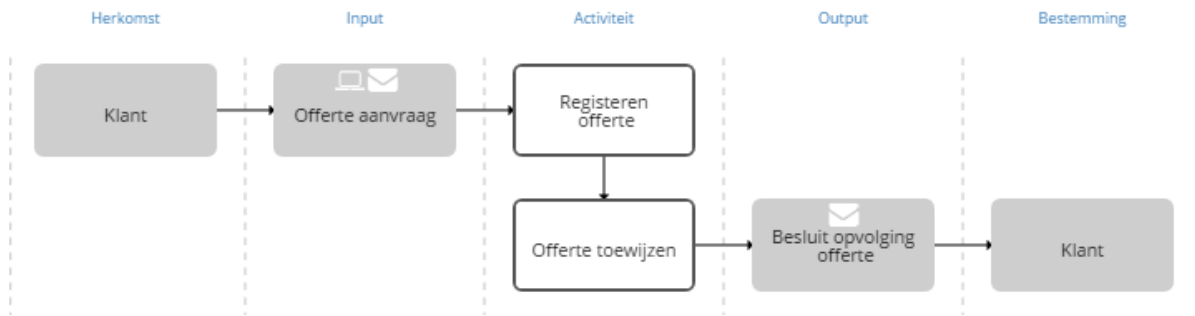 Herkomst
Input
Activiteit
Output
Bestemming
Klant
Offerte aanvraag
Registeren
offerte
Offerte toewijzen
Besluit opvolging
offerte
Klant